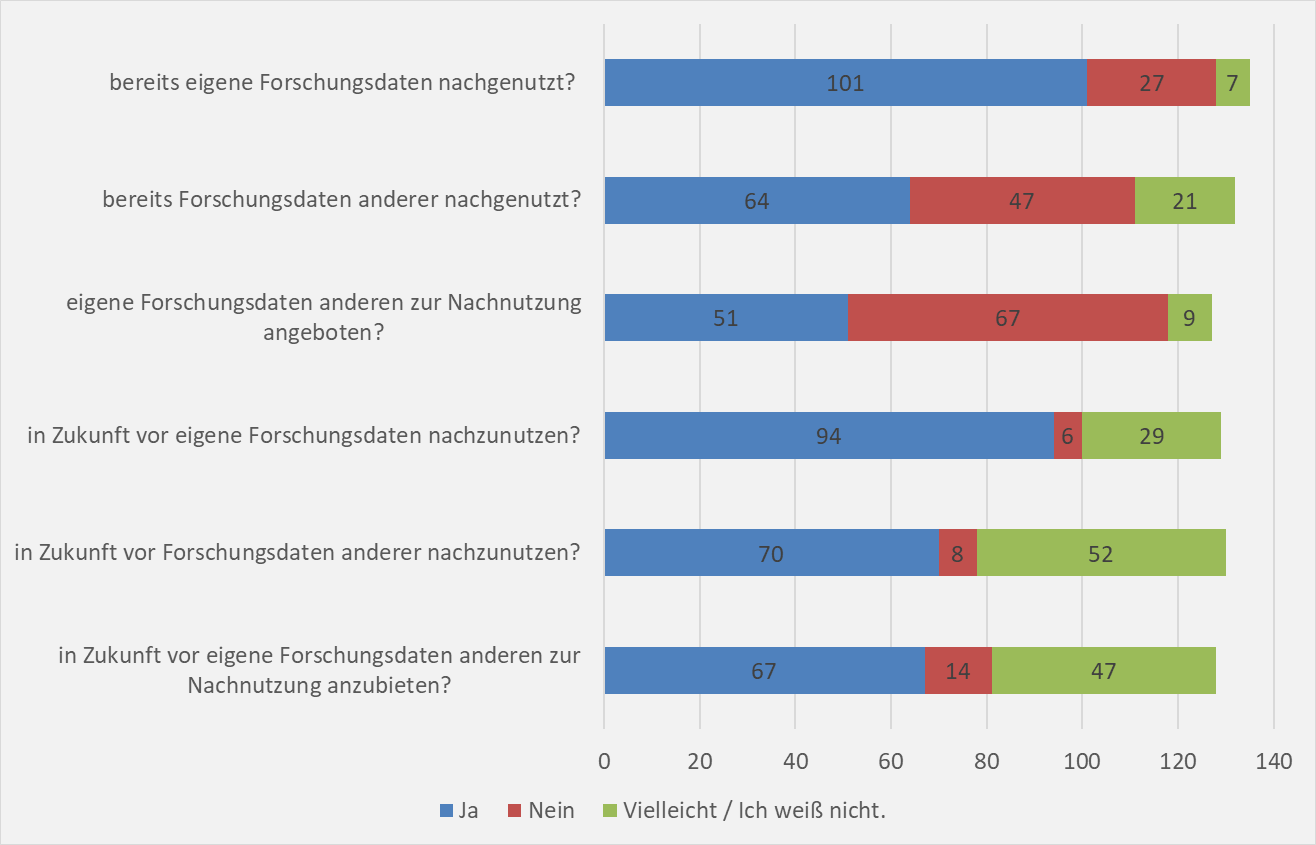 bereits eigene Forschungsdaten nachgenutzt?
101 27 7
bereits Forschungsdaten anderer nachgenutzt?
64 47 21
eigene Forschungsdaten anderen zur Nachnutzung
angeboten?
51 67 9
in Zukunft vor eigene Forschungsdaten nachzunutzen?
94 6 29
in Zukunft vor Forschungsdaten anderer nachzunutzen?
70 8 52
in Zukunft vor eigene Forschungsdaten anderen zur
Nachnutzung anzubieten?
67 14 47
0 20 40 60 80 100 120 140
Ja Nein Vielleicht / Ich weiß nicht.